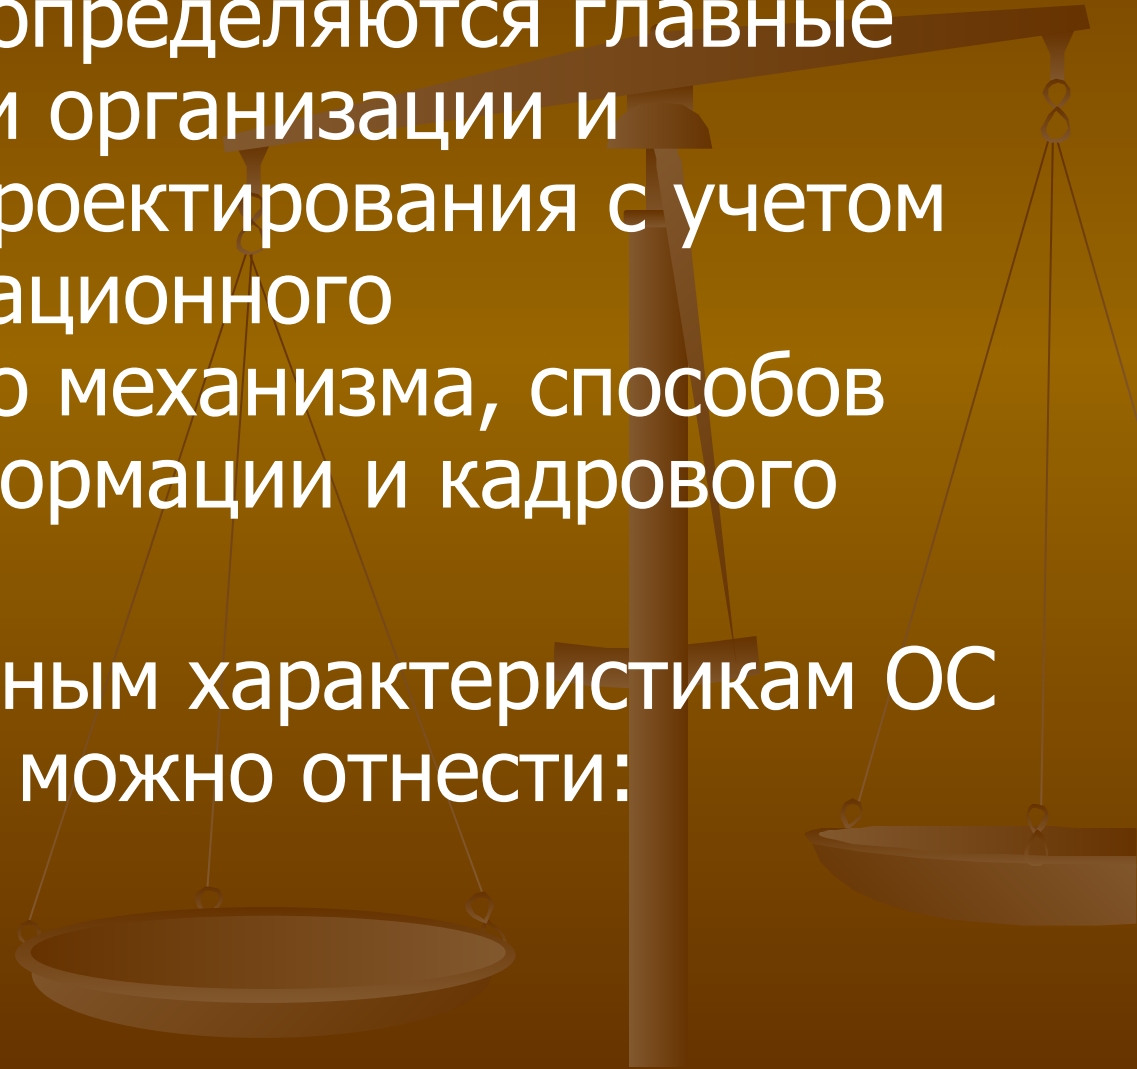 определяются главные
и организации и
роектирования с учетом
ационного
о механизма, способов
ормации и кадрового
ным характеристикам ОС
можно отнести: